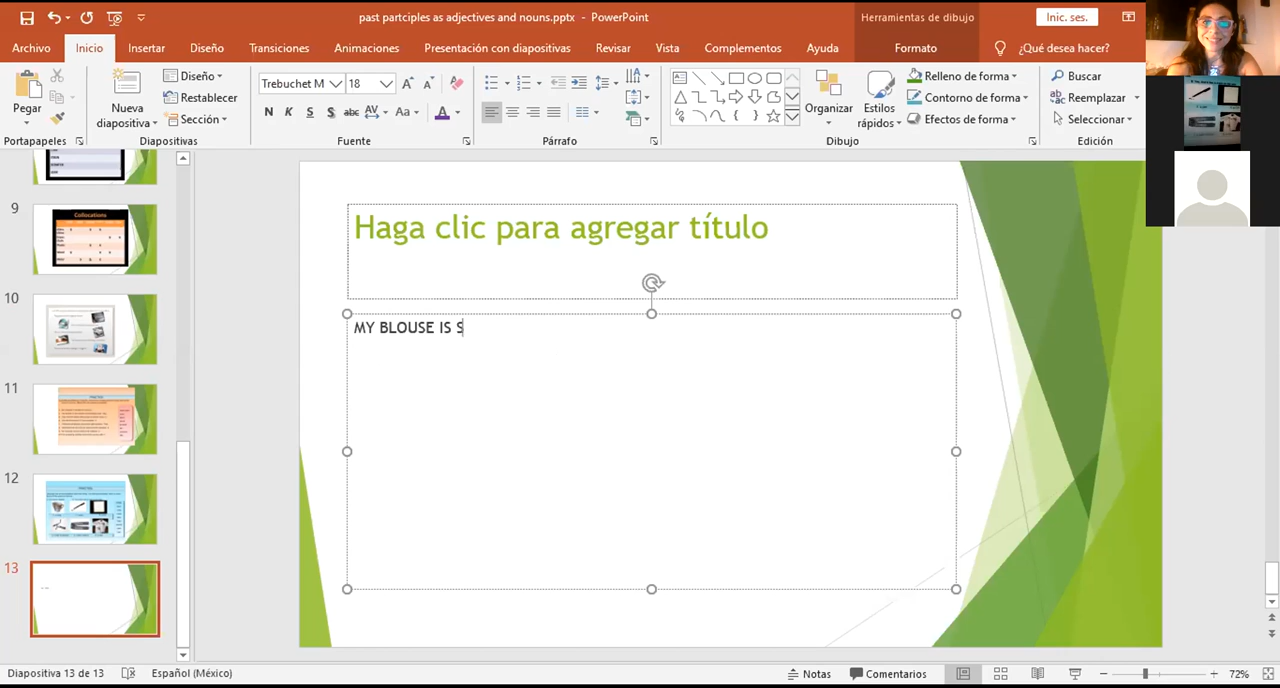 past partciples as adjectives and nouns.pptx - PowerPoint
Herramientas de dibujo
Inic. ses.
Archivo Inicio Insertar Diseño Transiciones Animaciones Presentación con diapositivas Revisar Vista Complementos Ayuda Formato ¿Qué desea hacer?
Pegar
Nueva diapositiva
Diseño
Restablecer
Sección
Trebuchet M 18
N K S S abc AV Aa A
Organizar
Estilos rápidos
Relleno de forma
Contorno de forma
Efectos de forma
Buscar
Reemplazar
Seleccionar
Portapapeles Diapositivas Fuente Párrafo Dibujo Edición
9
Collocations
10
11
12
13
Haga clic para agregar título
MY BLOUSE IS S
Diapositiva 13 de 13 Español (México) Notas Comentarios 72%